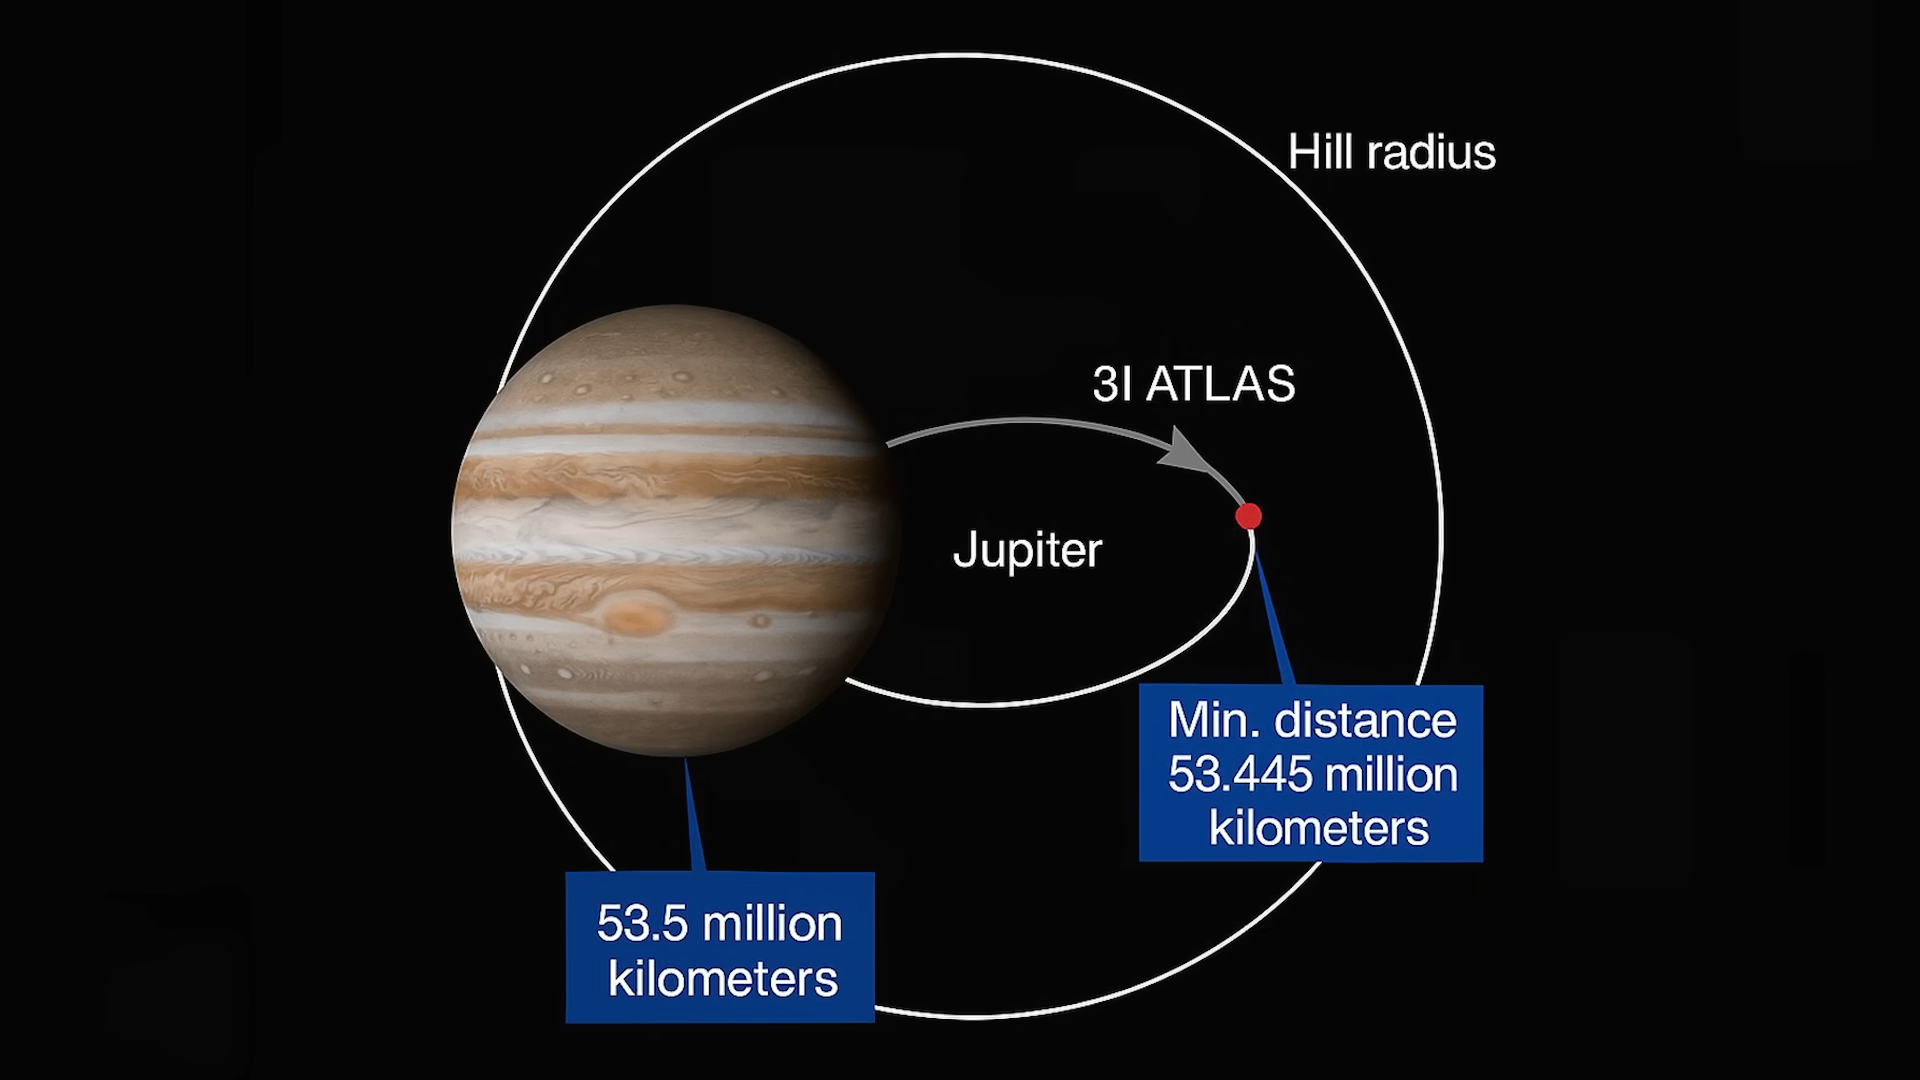 Hill radius
3I ATLAS
Jupiter
Min. distance
53.445 million
kilometers
53.5 million
kilometers